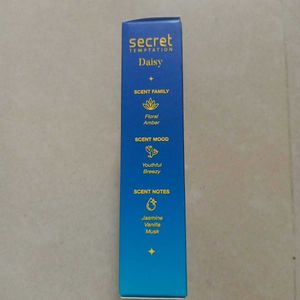 secret
TEMPTATION
Daisy
SCENT FAMILY
Floral
Amber
SCENT MOOD
Youthful
Breezy
SCENT NOTES
Jasmine
Vanilla
Musk